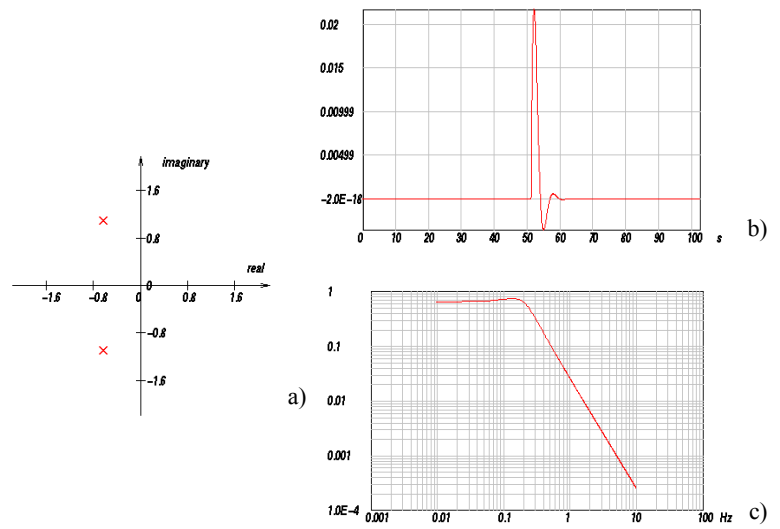 imaginary
1.6
0.8
real
-1.6 -0.8 0 0.8 1.6
0
-0.8
-1.6
a)
0.02
0.015
0.00999
0.00499
-2.0E-18
0 10 20 30 40 50 60 70 80 90 100 s
b)
1
0.1
0.01
0.001
1.0E-4
0.001 0.01 0.1 1 10 100 Hz
c)